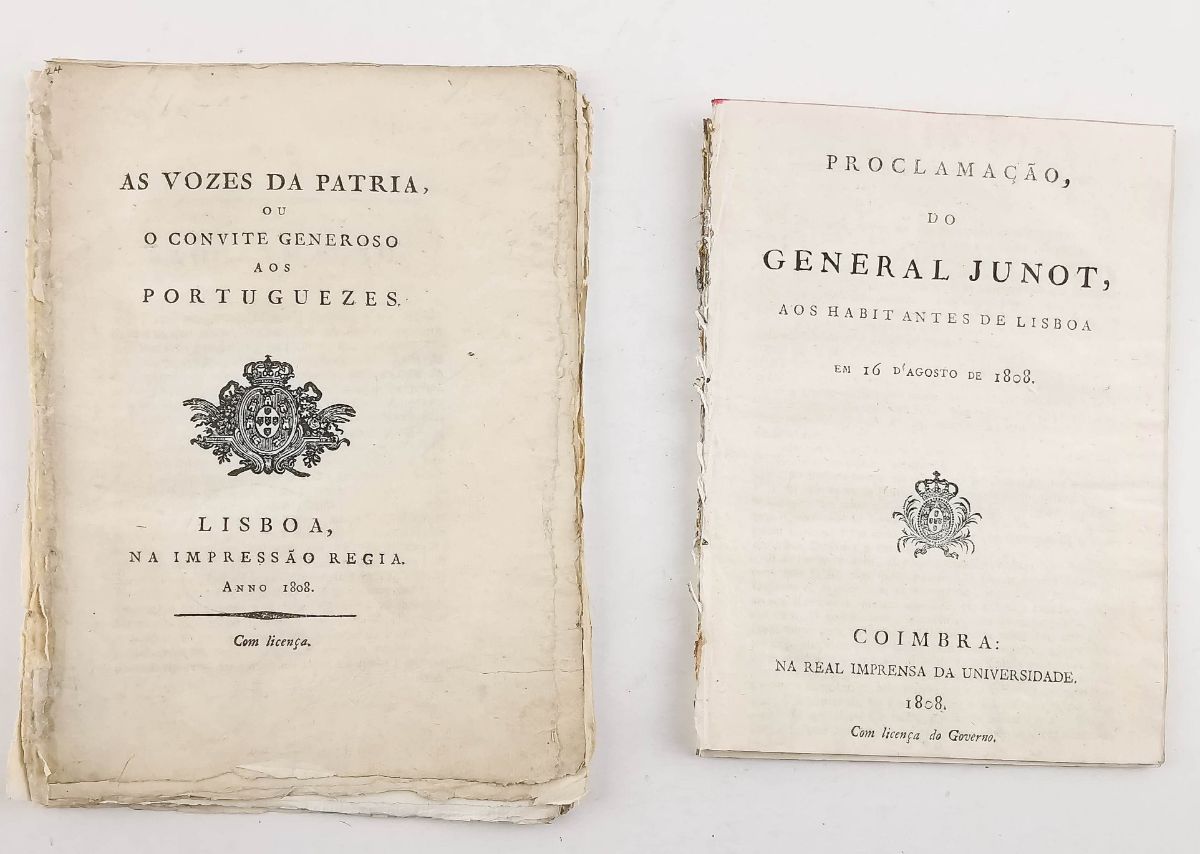 24
AS VOZES DA PATRIA,
OU
O CONVITE GENEROSO
AOS
PORTUGUEZES.
LISBOA,
NA IMPRESSÃO REGIA.
ANNO 1808.
Com licença.
PROCLAMAÇÃO,
DO
GENERAL JUNOT,
AOS HABITANTES DE LISBOA
EM 16 D'AGOSTO DE 1808.
COIMBRA:
NA REAL IMPRENSA DA UNIVERSIDADE.
1808.
Com licença do Governo.